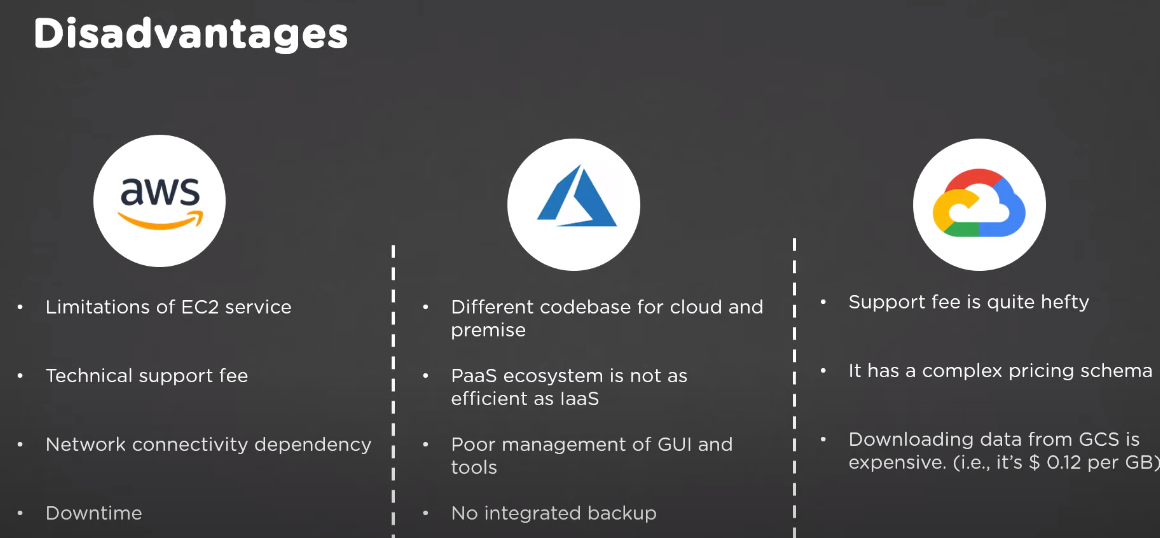 Disadvantages
aws
• Limitations of EC2 service
• Technical support fee
• Network connectivity dependency
• Downtime
• Different codebase for cloud and
premise
• PaaS ecosystem is not as
efficient as IaaS
• Poor management of GUI and
tools
• No integrated backup
• Support fee is quite hefty
• It has a complex pricing schema
• Downloading data from GCS is
expensive. (i.e., it's $ 0.12 per GB)